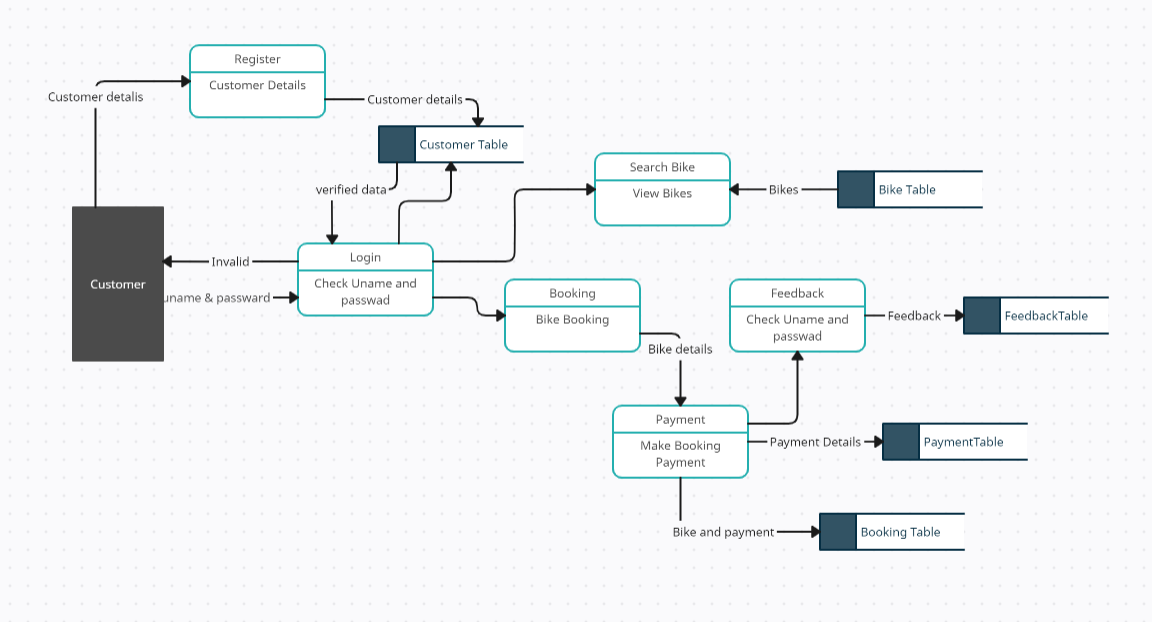 Register
Customer Details
Customer detalis
Customer details
Customer Table
Search Bike
View Bikes
Bikes
Bike Table
verified data
Login
Check Uname and
passwad
Invalid
Customer
uname & passward
Booking
Bike Booking
Feedback
Check Uname and
passwad
Feedback
FeedbackTable
Bike details
Payment
Make Booking
Payment
Payment Details
PaymentTable
Bike and payment
Booking Table